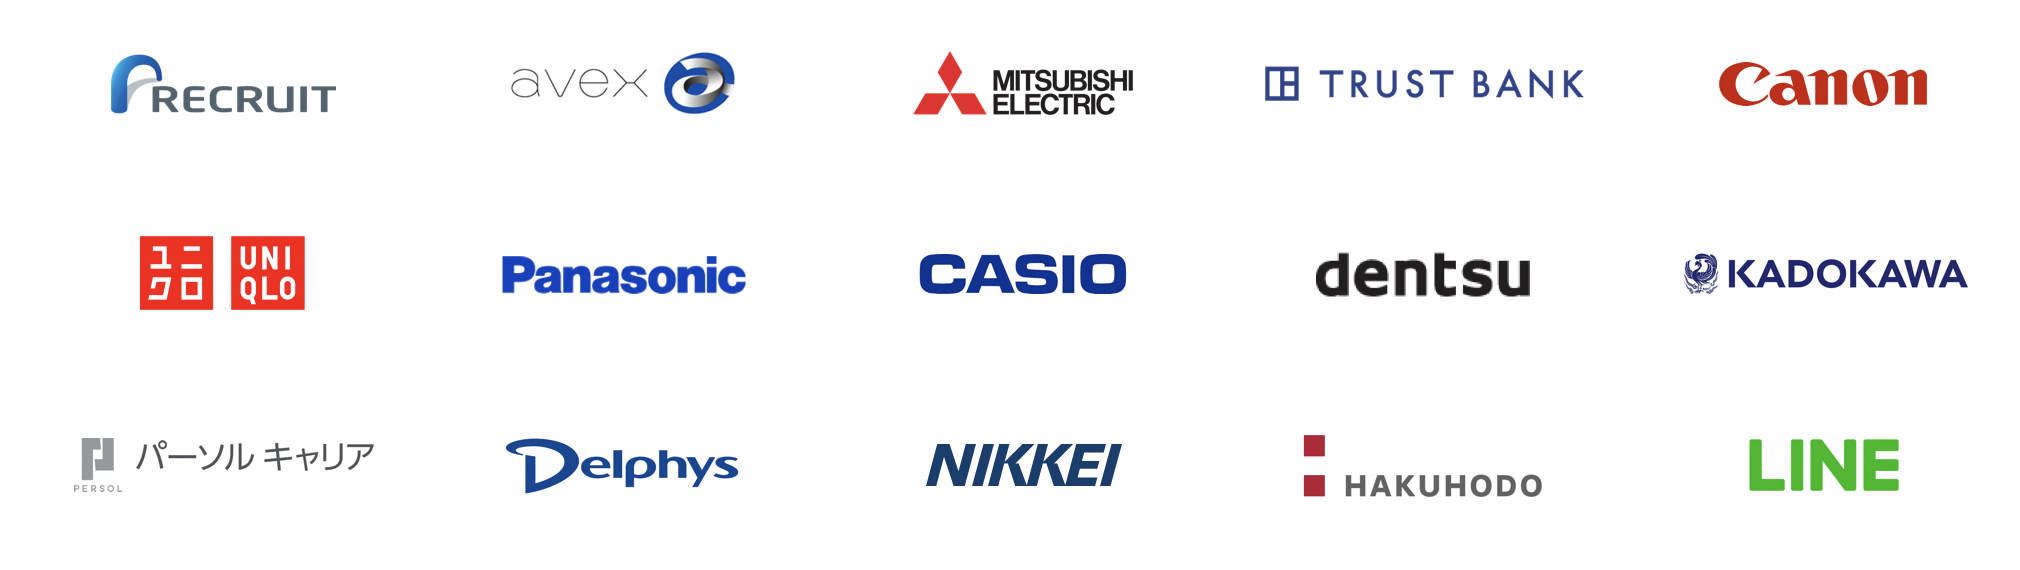 RECRUIT
avex
MITSUBISHI
ELECTRIC
TRUST BANK
Canon
ユニ
クロ
UNI
QLO
Panasonic
CASIO
dentsu
KADOKAWA
PERSOL
パーソル キャリア
Delphys
NIKKEI
HAKUHODO
LINE